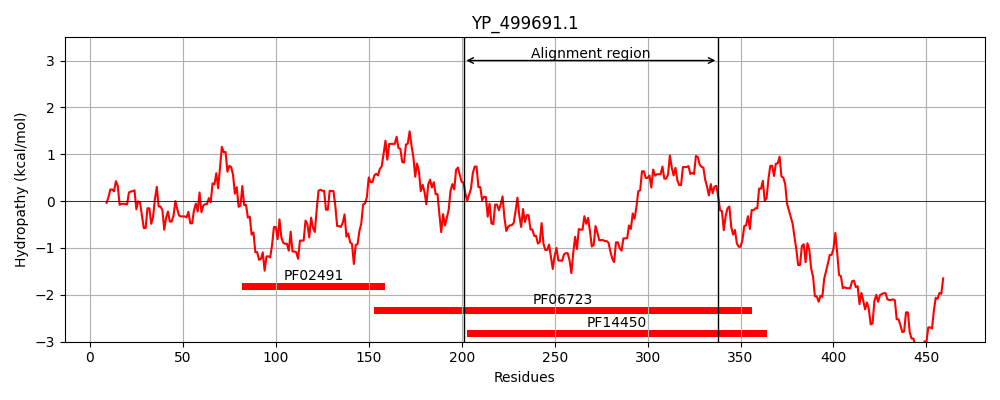 YP_499691.1
Alignment region
Hydropathy (kcal/mol)
3
2
1
0
−1
−2
−3
PF02491
PF06723
PF14450
0 50 100 150 200 250 300 350 400 450
Residues